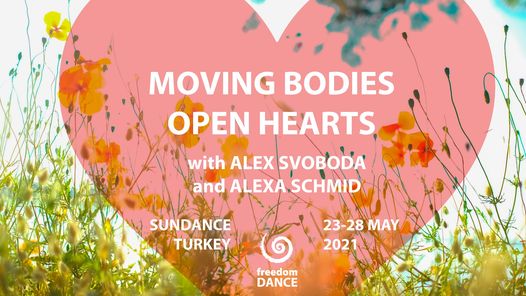 MOVING BODIES
OPEN HEARTS
with ALEX SVOBODA
and ALEXA SCHMID
SUNDANCE
TURKEY
23-28 MAY
2021
freedom
DANCE